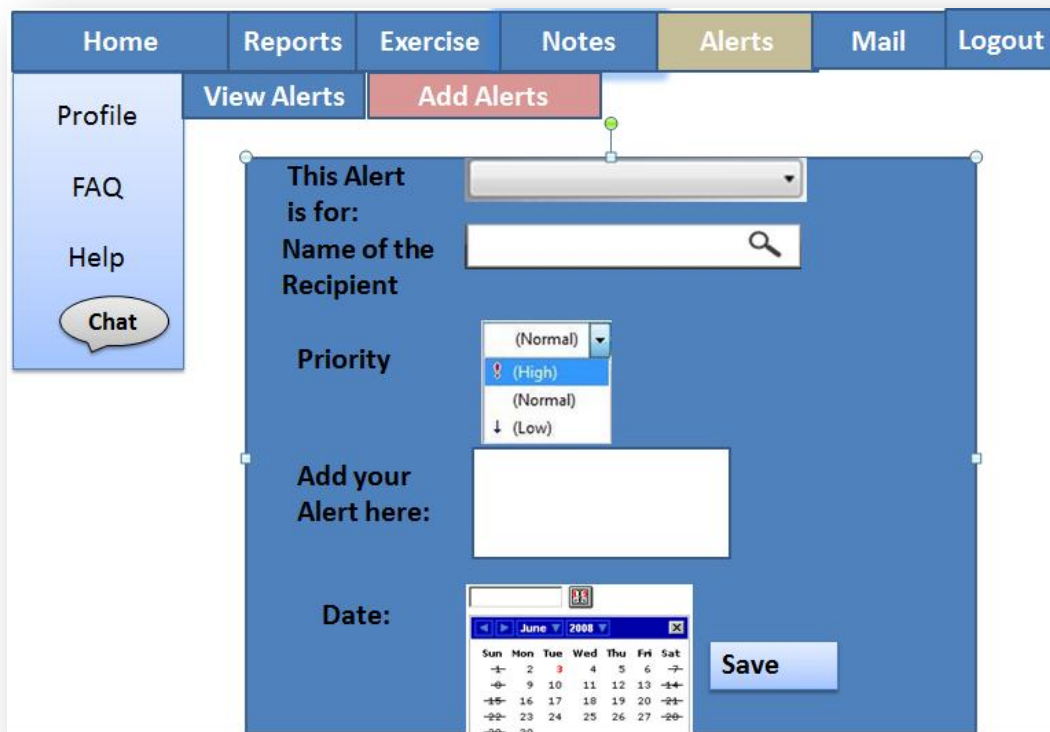 Home Reports Exercise Notes Alerts Mail Logout
View Alerts Add Alerts
Profile
FAQ
Help
Chat
This Alert
is for:
Name of the
Recipient
Priority
(Normal)
(High)
(Normal)
(Low)
Add your
Alert here:
Date:
June 2008
Sun Mon Tue Wed Thu Fri Sat
1 2 3 4 5 6 7
8 9 10 11 12 13 14
15 16 17 18 19 20 21
22 23 24 25 26 27 28
29 30
Save